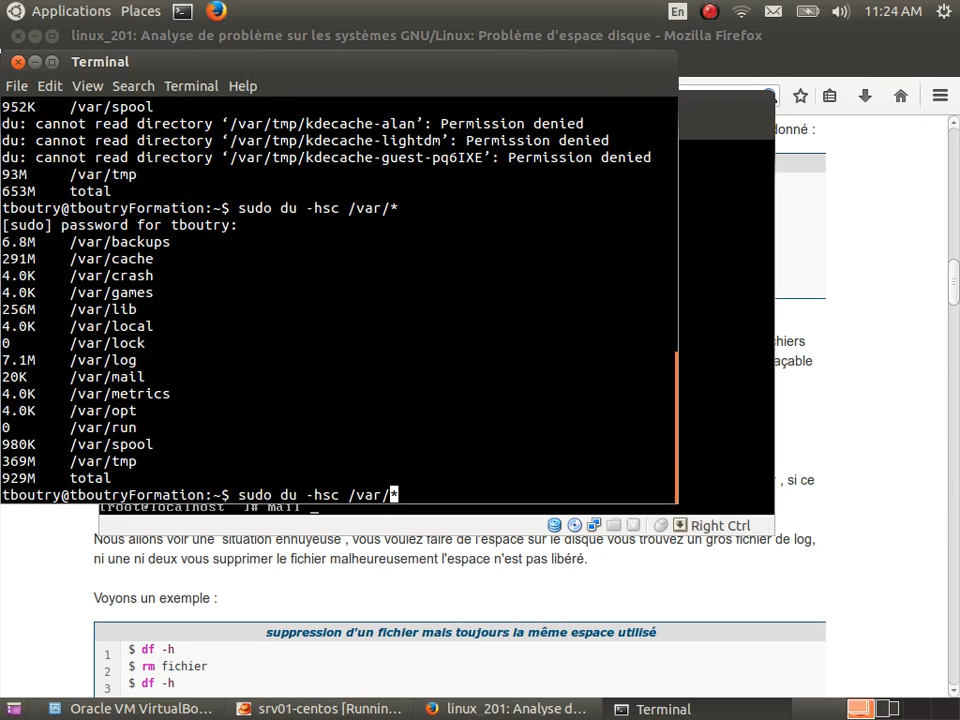 Applications Places En 11:24 AM
linux_201: Analyse de problème sur les systèmes GNU/Linux: Problème d'espace disque - Mozilla Firefox
Terminal
File Edit View Search Terminal Help
952K /var/spool
du: cannot read directory ‘/var/tmp/kdecache-alan’: Permission denied
du: cannot read directory ‘/var/tmp/kdecache-lightdm’: Permission denied
du: cannot read directory ‘/var/tmp/kdecache-guest-pq6IXE’: Permission denied
93M /var/tmp
653M total
tboutry@tboutryFormation:~$ sudo du -hsc /var/*
[sudo] password for tboutry:
6.8M /var/backups
291M /var/cache
4.0K /var/crash
4.0K /var/games
256M /var/lib
4.0K /var/local
0 /var/lock
7.1M /var/log
20K /var/mail
4.0K /var/metrics
4.0K /var/opt
0 /var/run
980K /var/spool
369M /var/tmp
929M total
tboutry@tboutryFormation:~$ sudo du -hsc /var/*
donné :
hiers
açable
, si ce
[root@localhost ~]# mail _
Right Ctrl
Nous allons voir une situation ennuyeuse , vous voulez faire de l'espace sur le disque vous trouvez un gros fichier de log,
ni une ni deux vous supprimer le fichier malheureusement l'espace n'est pas libéré.
Voyons un exemple :
suppression d'un fichier mais toujours la même espace utilisé
1 $ df -h
2 $ rm fichier
3 $ df -h
Oracle VM VirtualBo... srv01-centos [Runnin... linux_201: Analyse d... Terminal